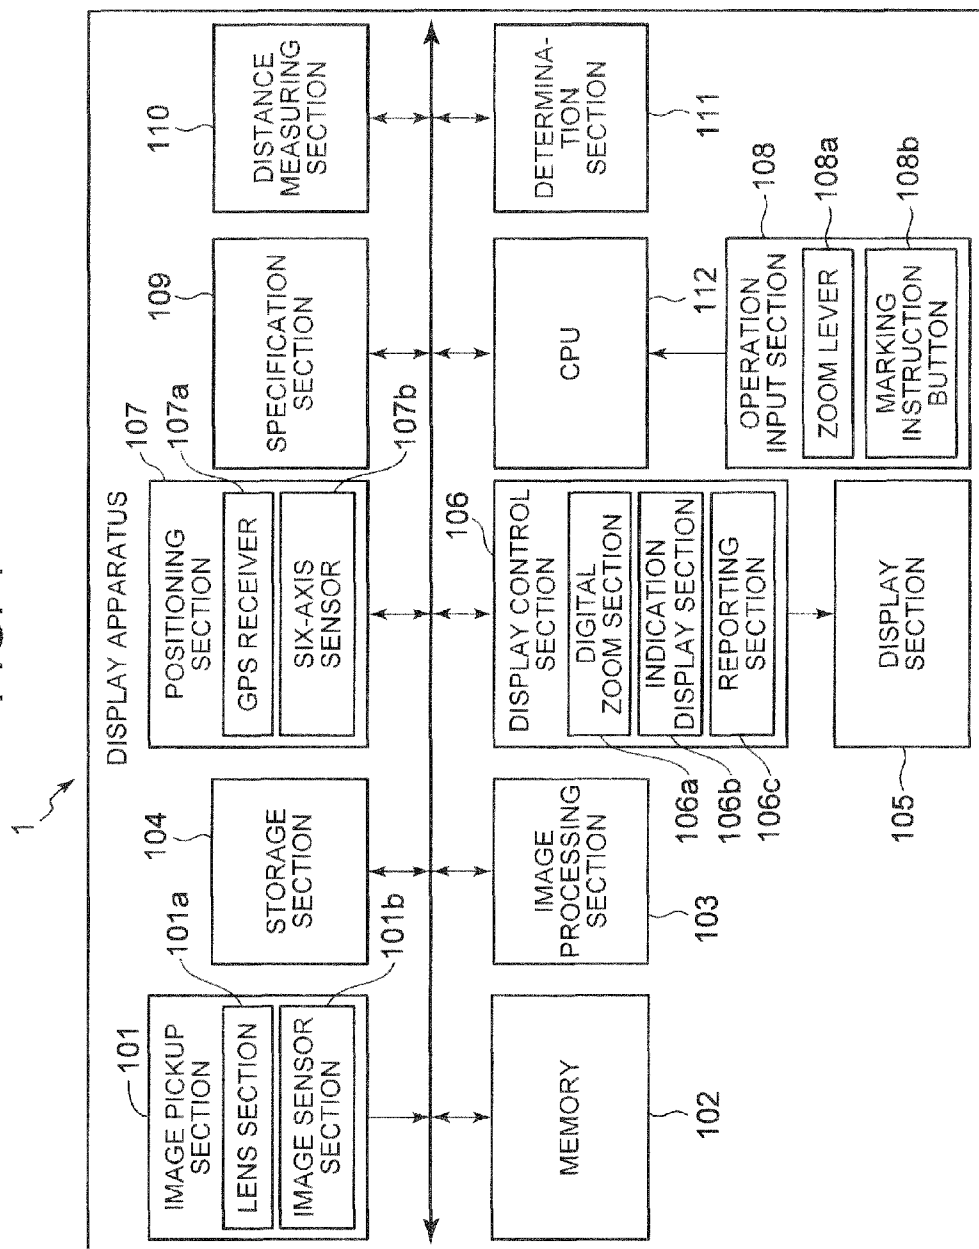 1
DISPLAY APPARATUS
101
IMAGE PICKUP
SECTION
101a
LENS SECTION
101b
IMAGE SENSOR
SECTION
104
STORAGE
SECTION
107
POSITIONING
SECTION
107a
GPS RECEIVER
107b
SIX-AXIS
SENSOR
109
SPECIFICATION
SECTION
110
DISTANCE
MEASURING
SECTION
MEMORY
102
IMAGE
PROCESSING
SECTION
103
106
DISPLAY CONTROL
SECTION
DIGITAL
ZOOM SECTION
106a
INDICATION
DISPLAY SECTION
106b
REPORTING
SECTION
106c
DISPLAY
SECTION
105
CPU
112
DETERMINA-
TION
SECTION
111
108
OPERATION
INPUT SECTION
108a
ZOOM LEVER
108b
MARKING
INSTRUCTION
BUTTON